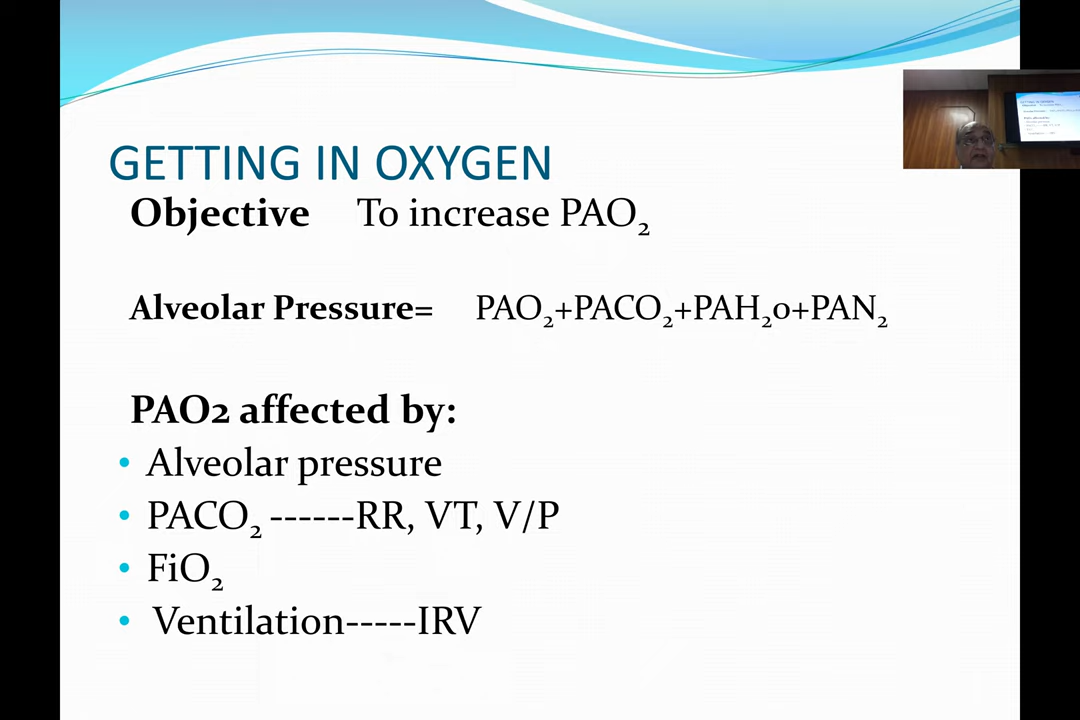 GETTING IN OXYGEN
Objective To increase PAO₂
Alveolar Pressure= PAO₂+PACO₂+PAH₂0+PAN₂
PAO2 affected by:
• Alveolar pressure
• PACO₂ ------RR, VT, V/P
• FiO₂
• Ventilation-----IRV